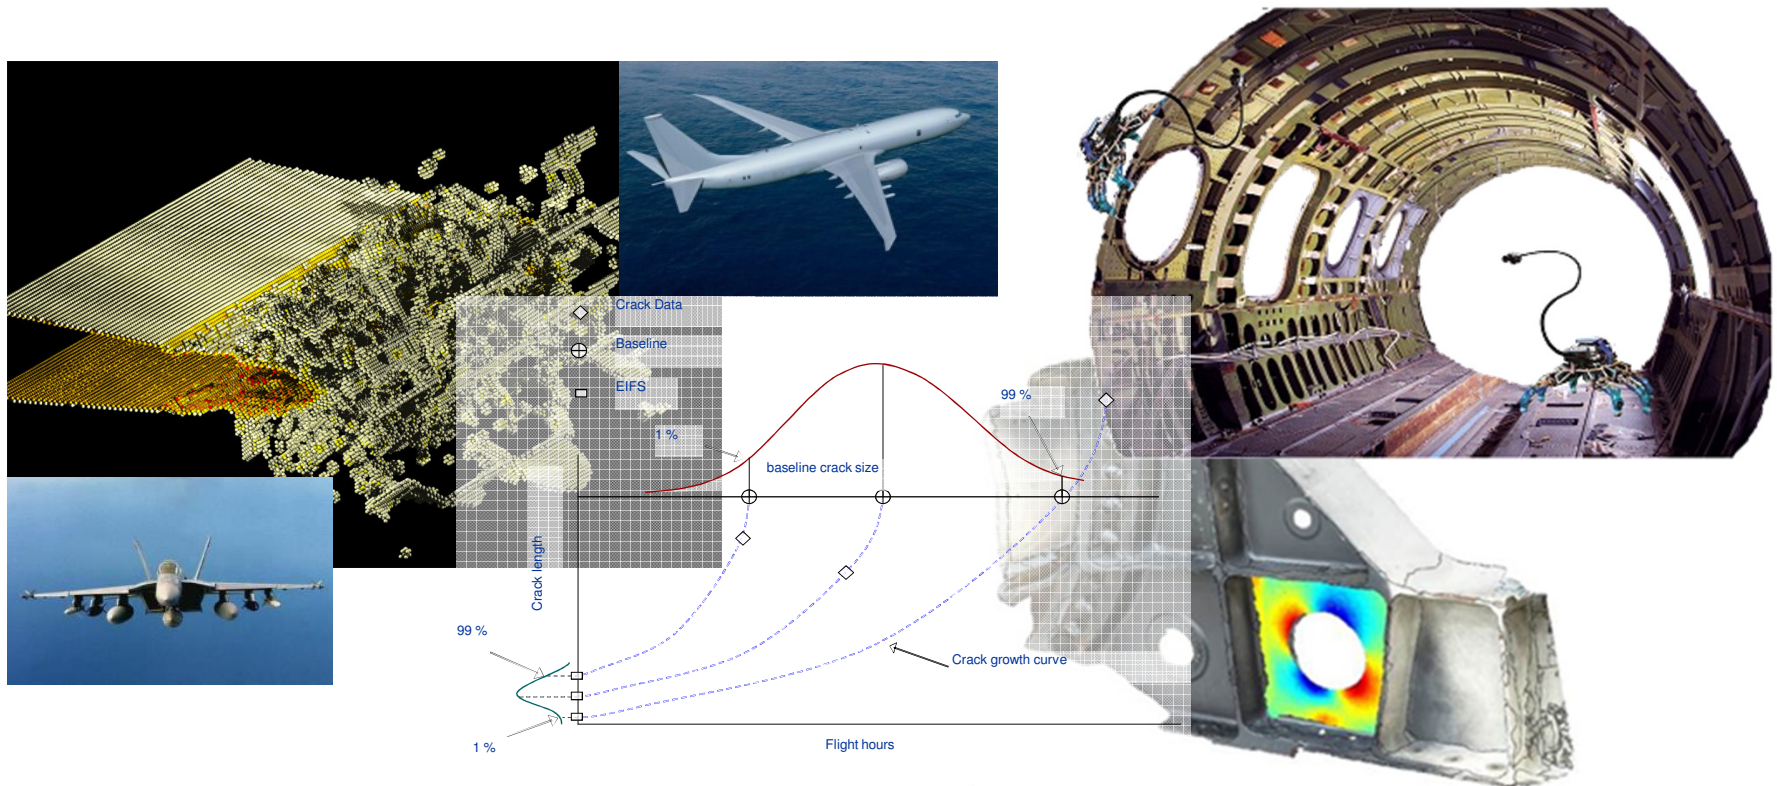 Crack Data
Baseline
EIFS
99 %
1 %
baseline crack size
Crack length
99 %
Crack growth curve
1 %
Flight hours